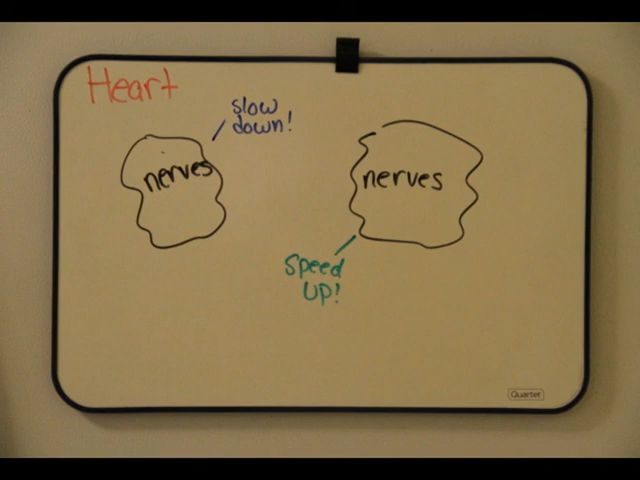 Heart
slow
down!
nerves
nerves
Speed
UP!
Quartet